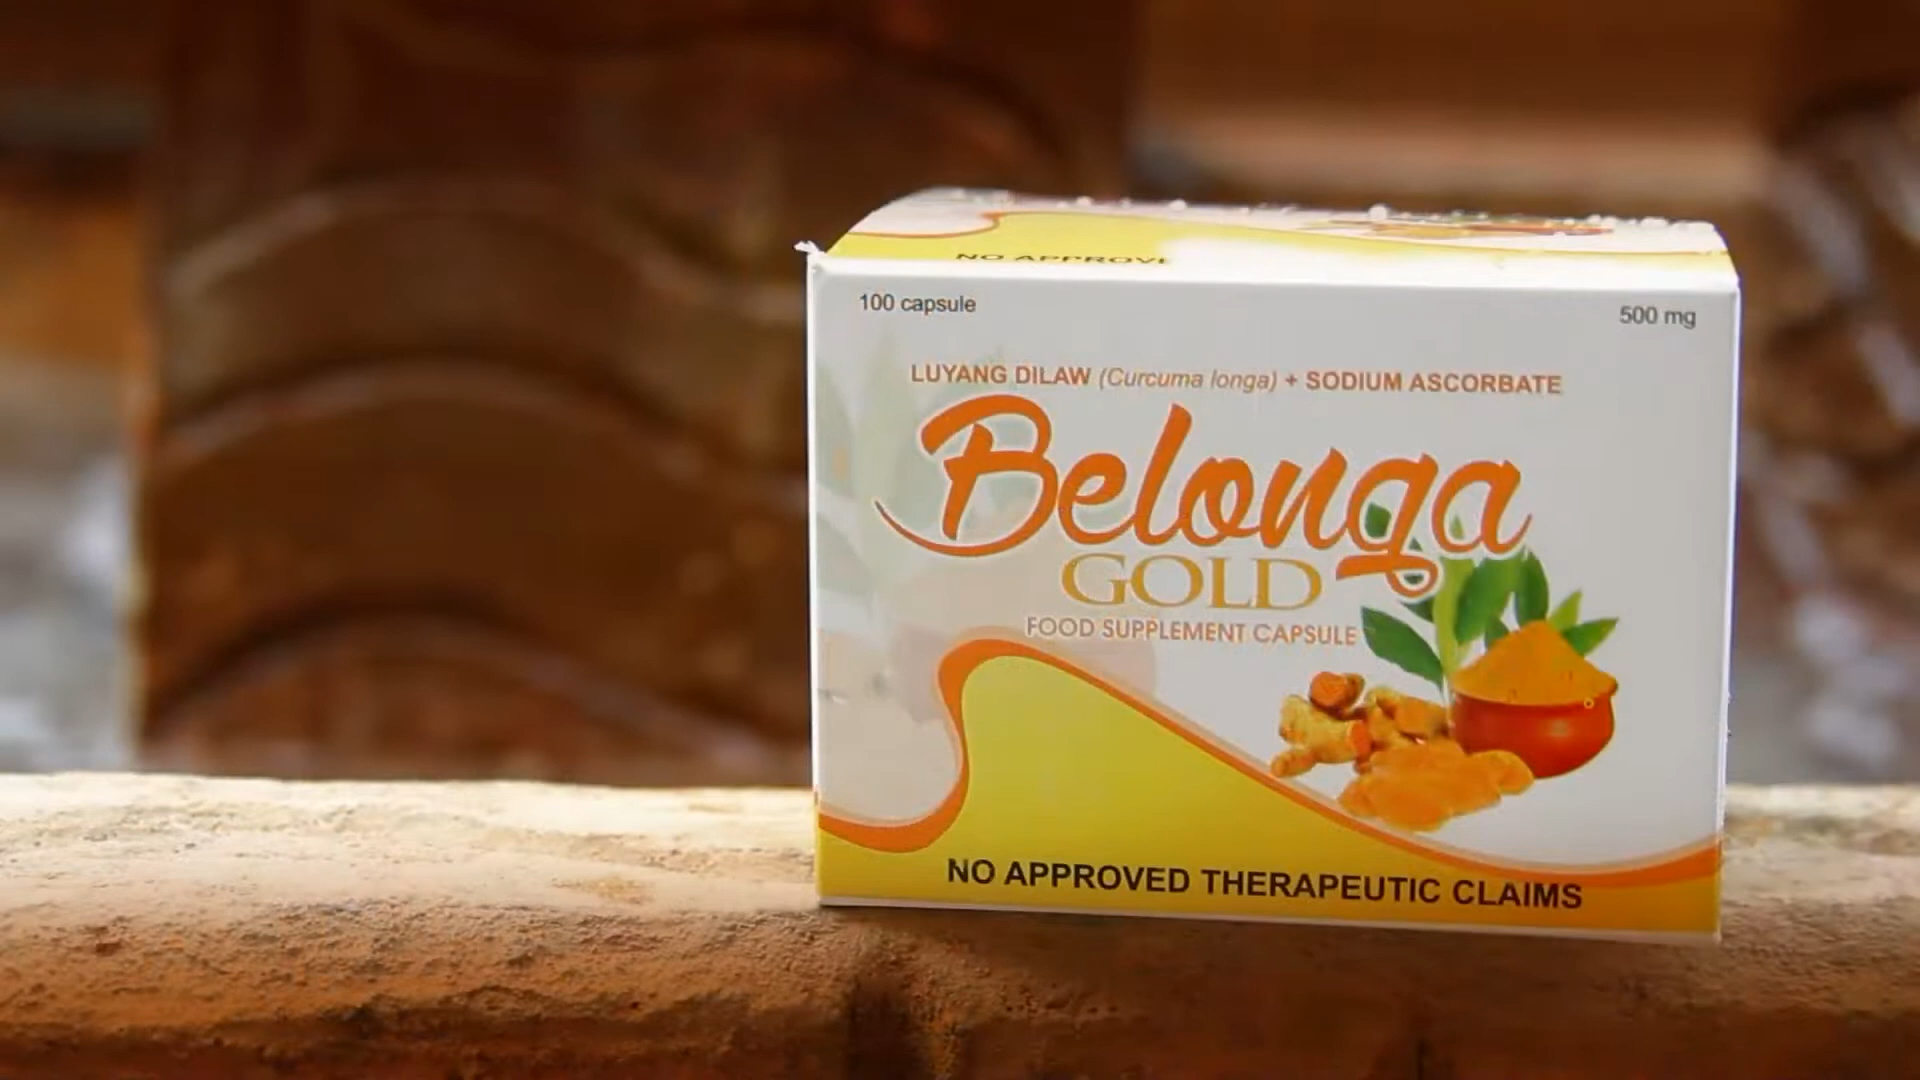 NO APPROVE
100 capsule
500 mg
LUYANG DILAW (Curcuma longa) + SODIUM ASCORBATE
Belonga
GOLD
FOOD SUPPLEMENT CAPSULE
NO APPROVED THERAPEUTIC CLAIMS